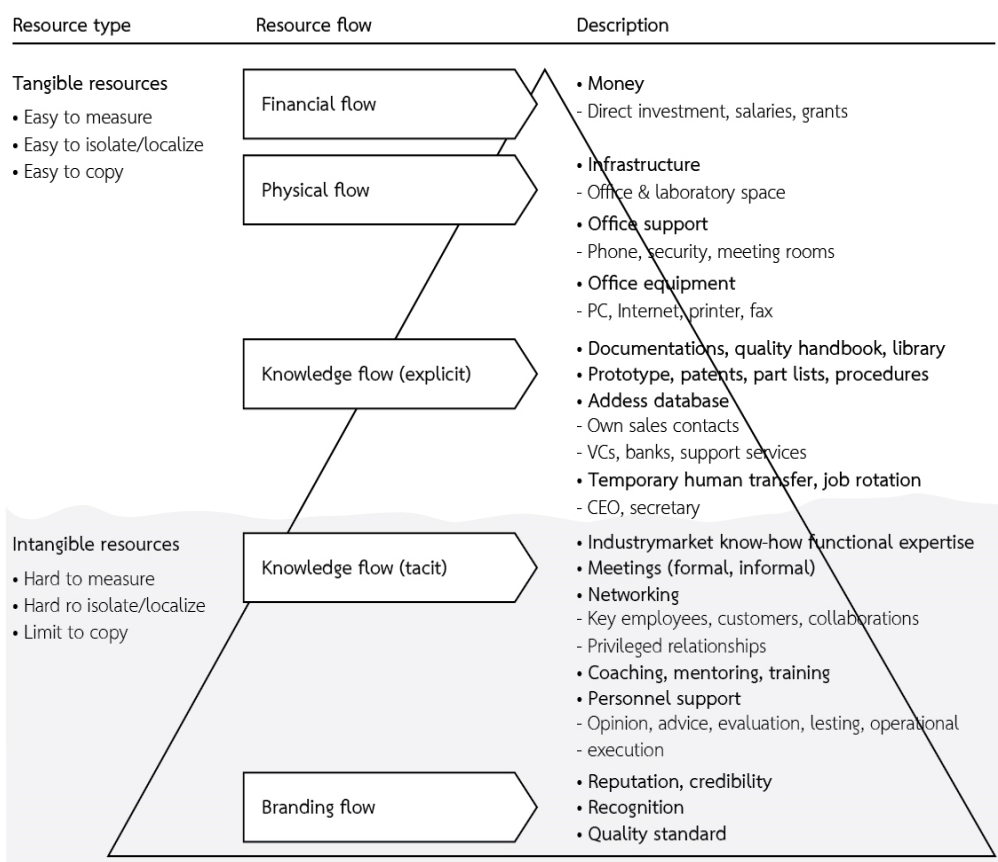 Resource type
Resource flow
Description
Tangible resources
• Easy to measure
• Easy to isolate/localize
• Easy to copy
Financial flow
• Money
- Direct investment, salaries, grants
Physical flow
• Infrastructure
- Office & laboratory space
• Office support
- Phone, security, meeting rooms
• Office equipment
- PC, Internet, printer, fax
Knowledge flow (explicit)
• Documentations, quality handbook, library
• Prototype, patents, part lists, procedures
• Addess database
- Own sales contacts
- VCs, banks, support services
• Temporary human transfer, job rotation
- CEO, secretary
Intangible resources
• Hard to measure
• Hard ro isolate/localize
• Limit to copy
Knowledge flow (tacit)
• Industrymarket know-how functional expertise
• Meetings (formal, informal)
• Networking
- Key employees, customers, collaborations
- Privileged relationships
• Coaching, mentoring, training
• Personnel support
- Opinion, advice, evaluation, lesting, operational
- execution
Branding flow
• Reputation, credibility
• Recognition
• Quality standard